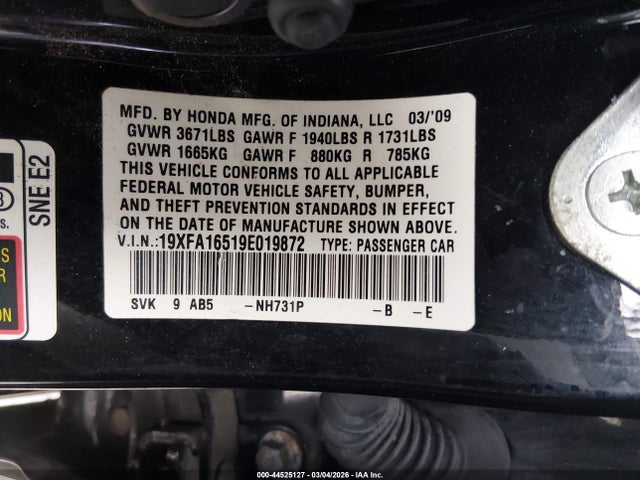 MFD. BY HONDA MFG. OF INDIANA, LLC 03/'09
GVWR 3671LBS GAWR F 1940LBS R 1731LBS
GVWR 1665KG GAWR F 880KG R 785KG
THIS VEHICLE CONFORMS TO ALL APPLICABLE
FEDERAL MOTOR VEHICLE SAFETY, BUMPER,
AND THEFT PREVENTION STANDARDS IN EFFECT
ON THE DATE OF MANUFACTURE SHOWN ABOVE.
V.I.N.:19XFA16519E019872 TYPE: PASSENGER CAR
SVK 9 AB5 -NH731P -B -E
SNE E2
000-44525127 - 03/04/2026 - IAA Inc.